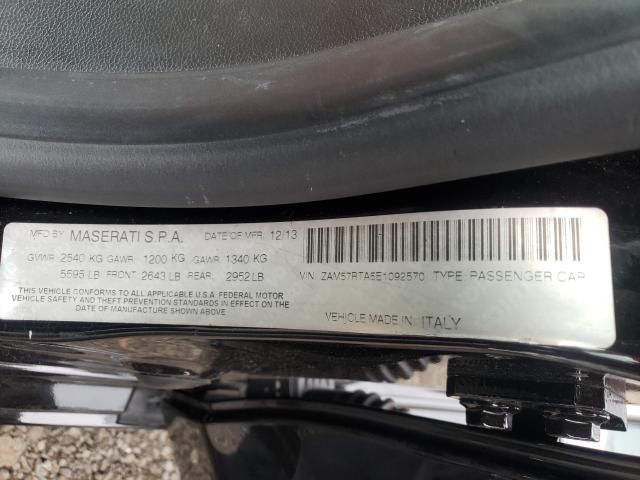 MFD BY MASERATI S.P.A. DATE OF MFR 12/13
GVWR: 2540 KG GAWR: 1200 KG GAWR: 1340 KG
5595 LB FRONT: 2643 LB REAR: 2952 LB
THIS VEHICLE CONFORMS TO ALL APPLICABLE U.S.A. FEDERAL MOTOR
VEHICLE SAFETY AND THEFT PREVENTION STANDARDS IN EFFECT ON THE
DATE OF MANUFACTURE SHOWN ABOVE
VIN: ZAM57RTA5E1092570 TYPE: PASSENGER CAR
VEHICLE MADE IN: ITALY